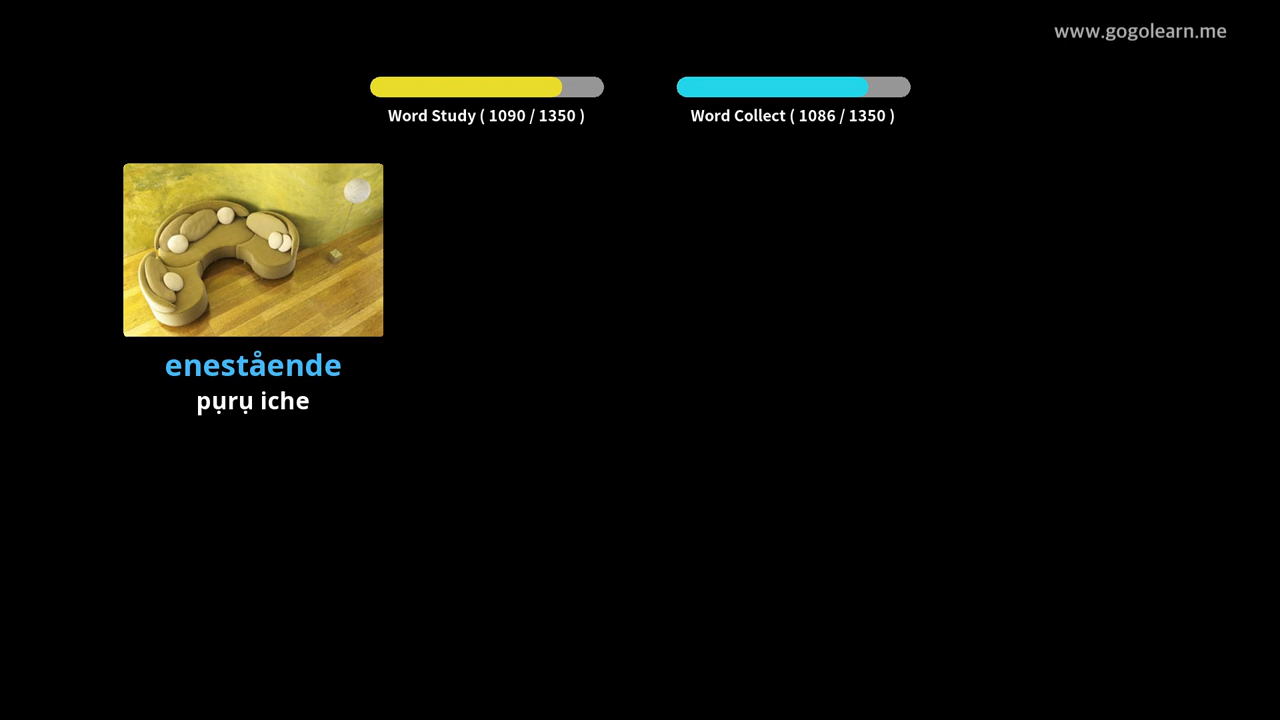 www.gogolearn.me
Word Study ( 1090 / 1350 )
Word Collect ( 1086 / 1350 )
enestående
pụrụ iche